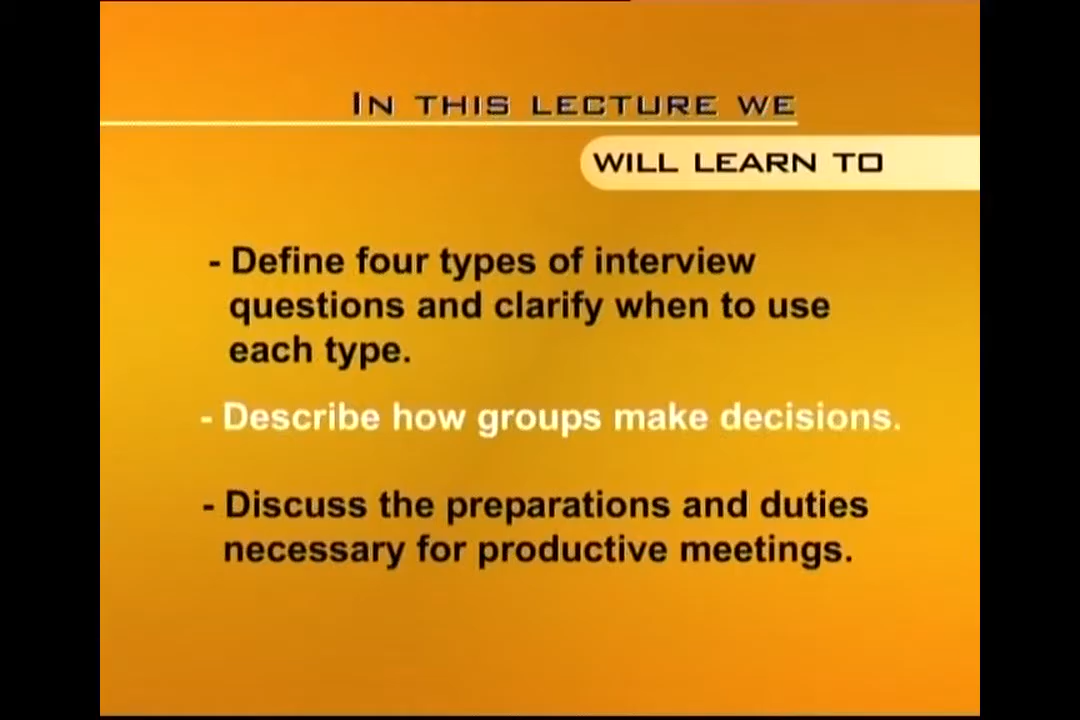 IN THIS LECTURE WE
WILL LEARN TO
- Define four types of interview
questions and clarify when to use
each type.
- Describe how groups make decisions.
- Discuss the preparations and duties
necessary for productive meetings.